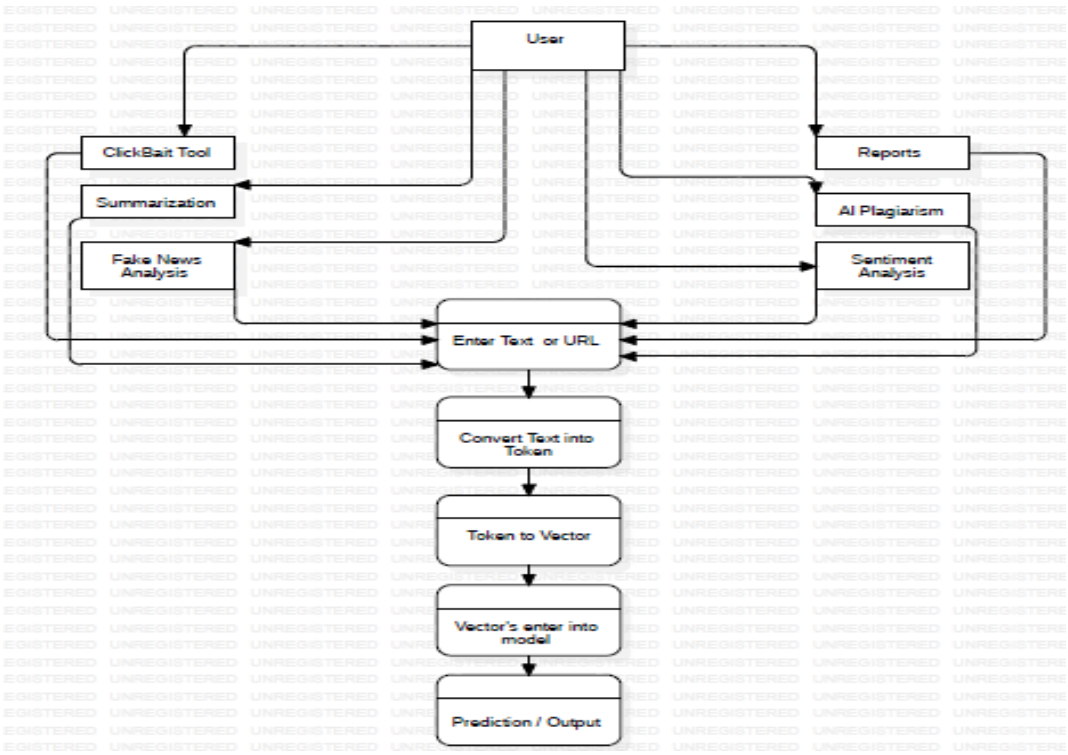 User
ClickBait Tool
Reports
Summarization
AI Plagiarism
Fake News
Analysis
Sentiment
Analysis
Enter Text or URL
Convert Text into
Token
Token to Vector
Vector's enter into
model
Prediction / Output
UNREGISTERED